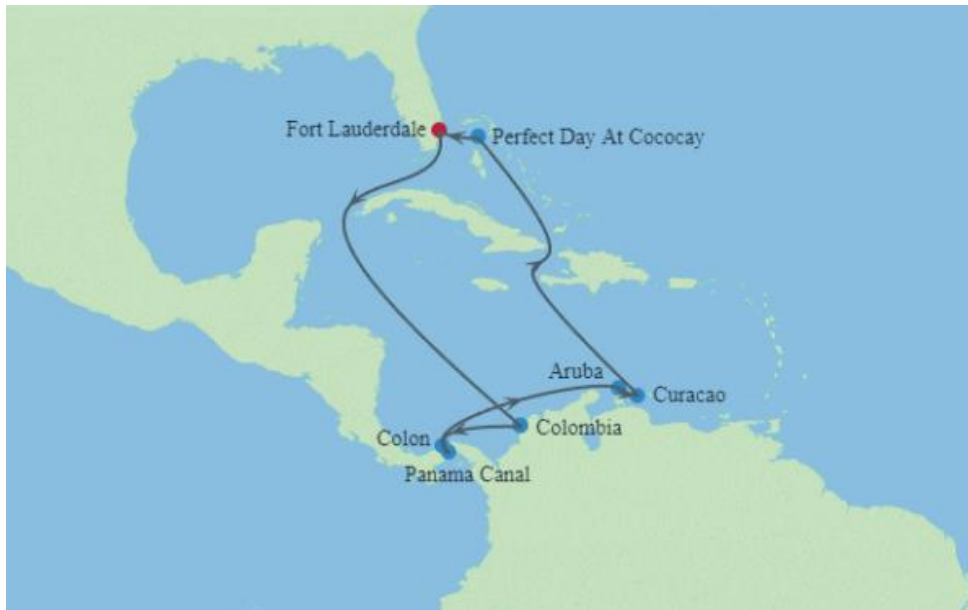 Fort Lauderdale
Perfect Day At Cococay
Aruba
Curacao
Colombia
Colon
Panama Canal